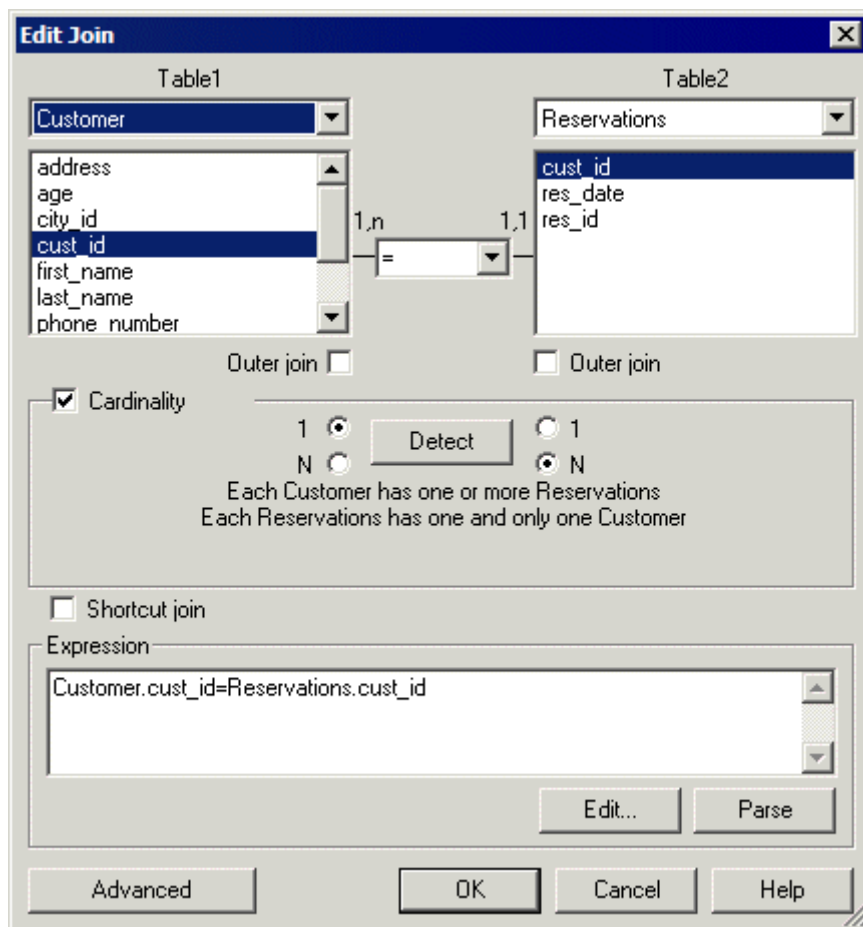 Edit Join
Table1 Table2
Customer Reservations
address cust_id
age res_date
city_id 1,n 1,1 res_id
cust_id =
first_name
last_name
phone_number
Outer join Outer join
Cardinality
1 Detect 1
N N
Each Customer has one or more Reservations
Each Reservations has one and only one Customer
Shortcut join
Expression
Customer.cust_id=Reservations.cust_id
Edit... Parse
Advanced OK Cancel Help